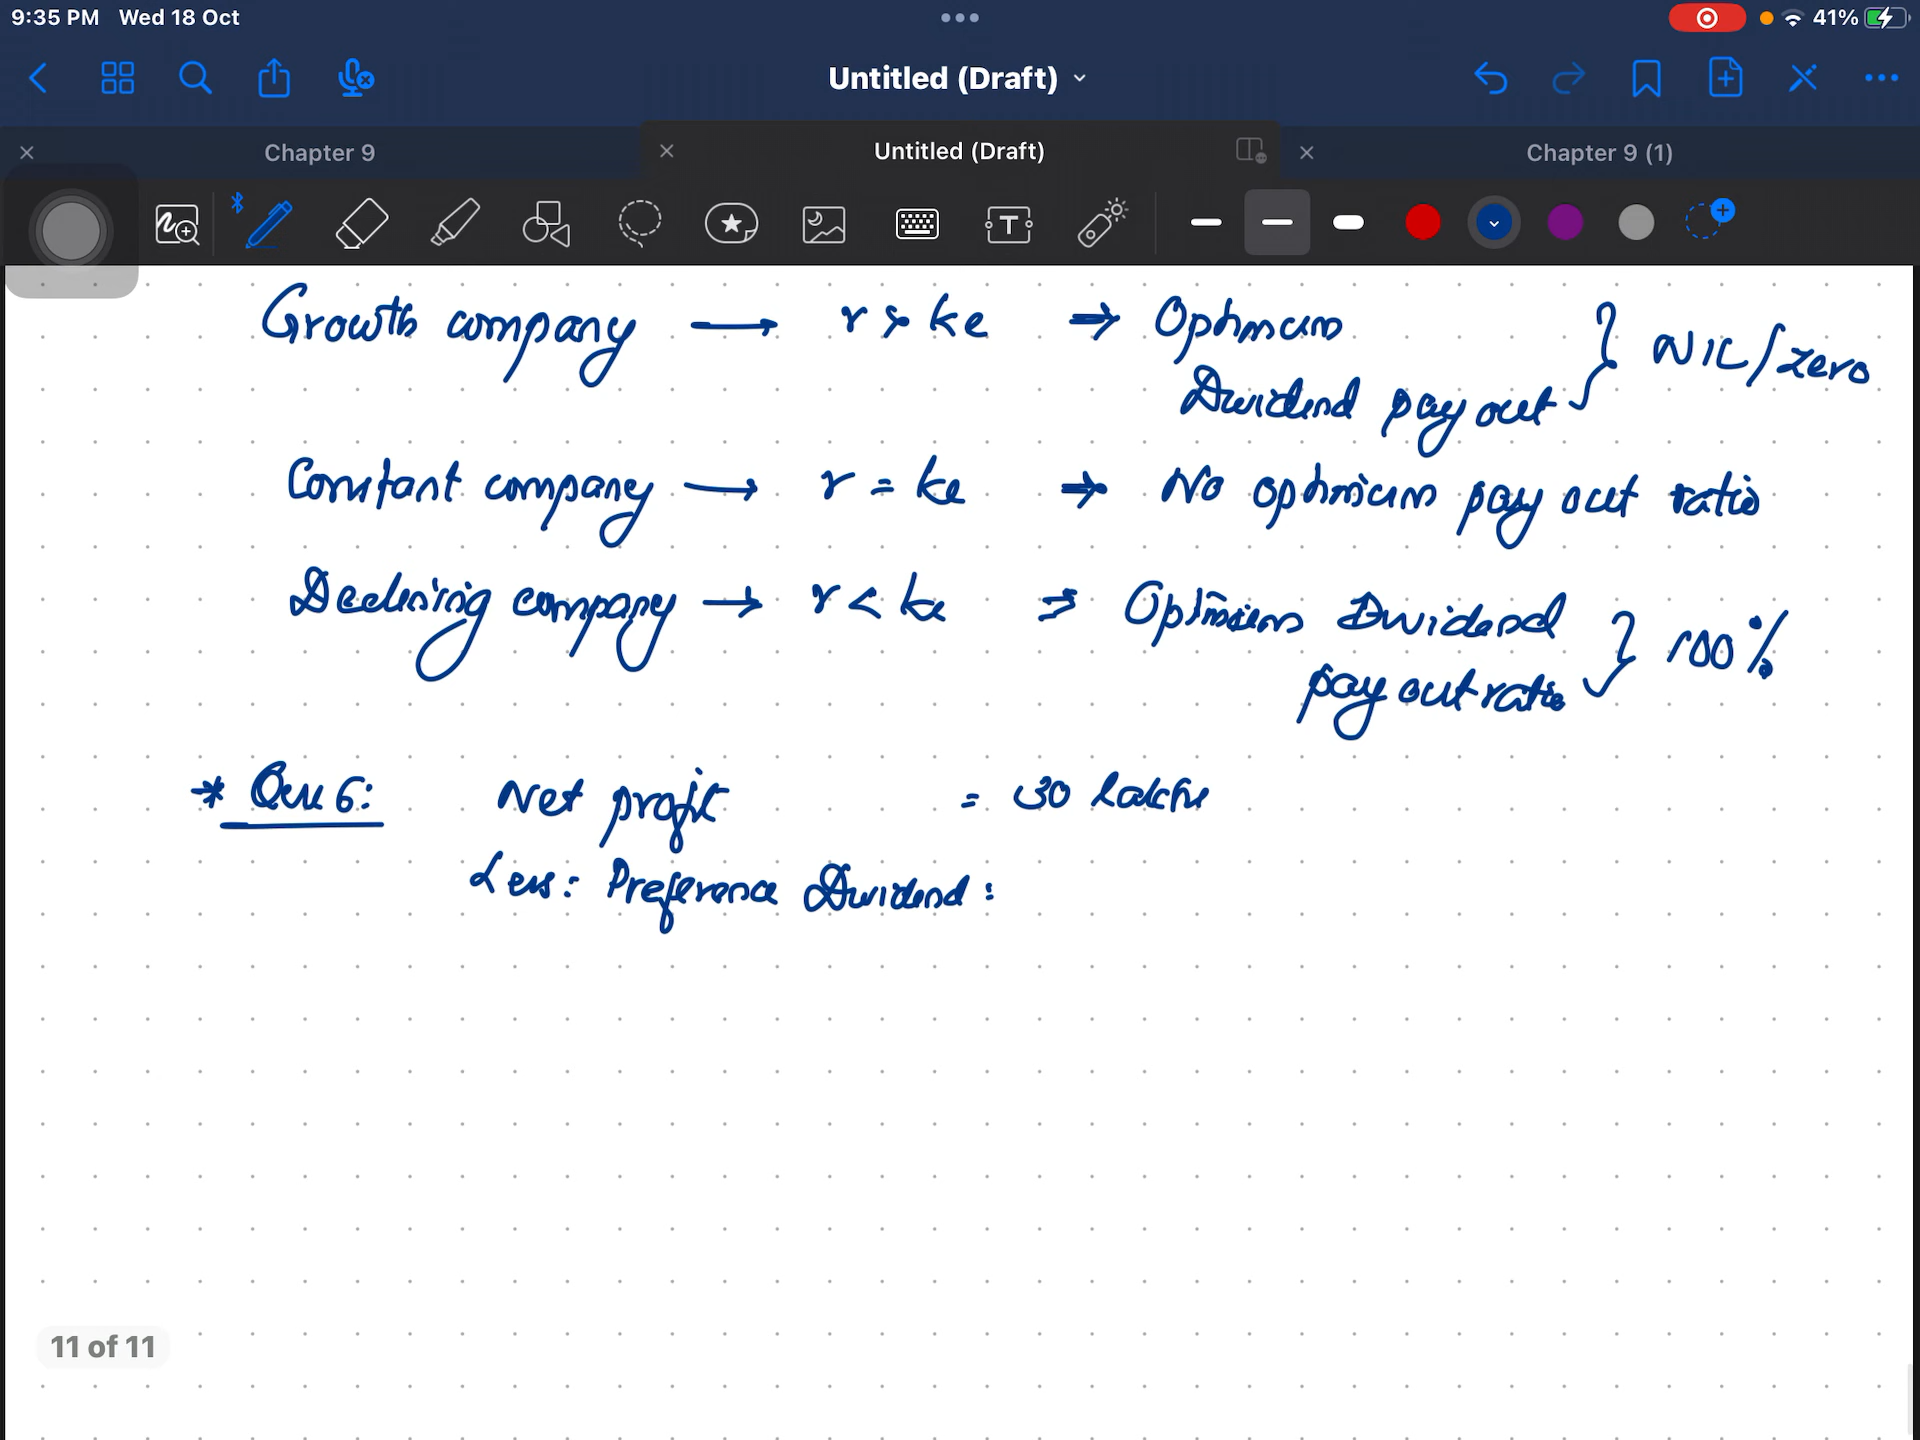 9:35 PM Wed 18 Oct
41%
Untitled (Draft)
Chapter 9
Untitled (Draft)
Chapter 9 (1)
Growth company → r > ke ⇒ Optimum
Dividend pay out } NIL/zero
Constant company → r = ke ⇒ No optimum pay out ratio
Declining company → r < ke ⇒ Optimum Dividend
pay out ratio } 100%
* Que 6: Net profit = 30 lakhs
Less: Preference Dividend :
11 of 11